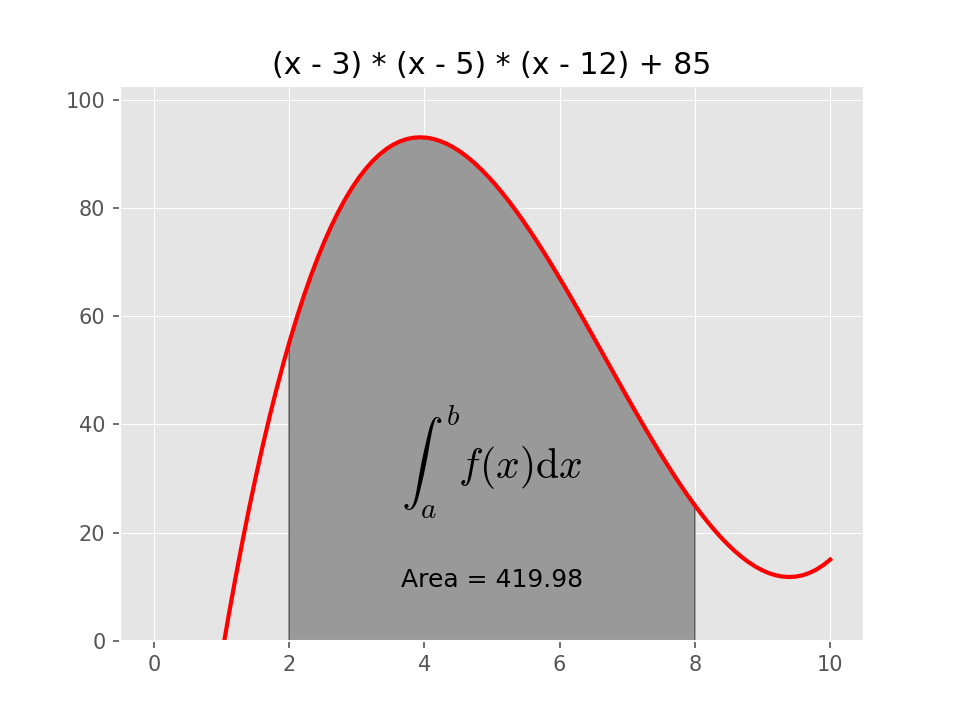 (x - 3) * (x - 5) * (x - 12) + 85
100
80
60
40
20
0
∫_a^b f(x)dx
Area = 419.98
0 2 4 6 8 10